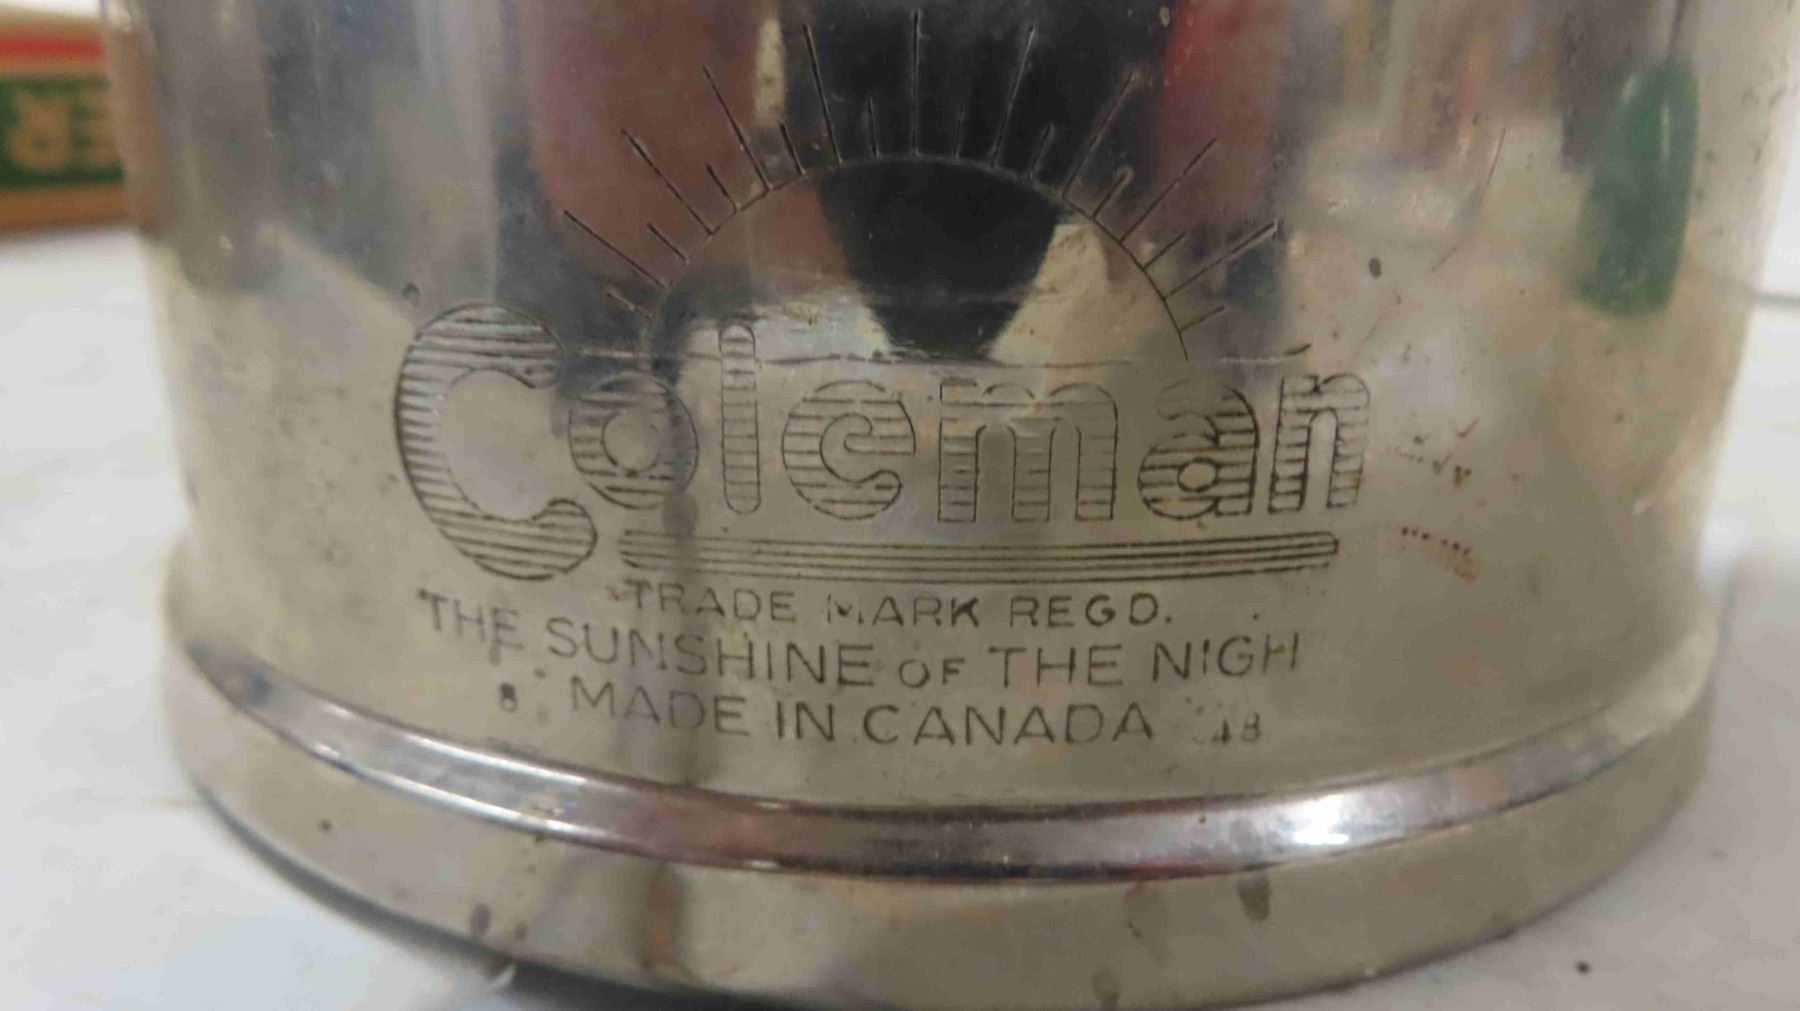 Coleman
TRADE MARK REGD.
THE SUNSHINE OF THE NIGH
8 MADE IN CANADA 48